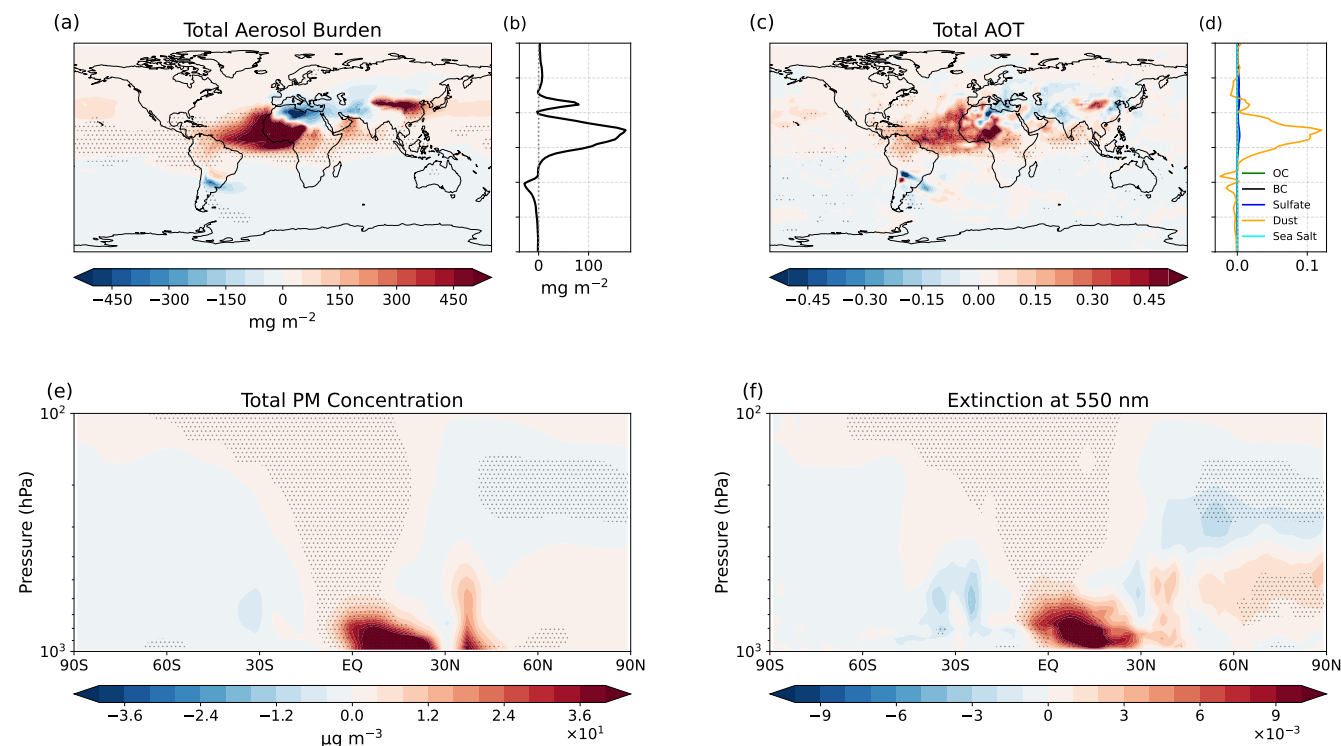 (a)
Total Aerosol Burden
(b)
(c)
Total AOT
(d)
OC
BC
Sulfate
Dust
Sea Salt
−450 −300 −150 0 150 300 450
mg m⁻²
0 100
mg m⁻²
−0.45 −0.30 −0.15 0.00 0.15 0.30 0.45
0.0 0.1
(e)
Total PM Concentration
10²
Pressure (hPa)
10³
90S 60S 30S EQ 30N 60N 90N
−3.6 −2.4 −1.2 0.0 1.2 2.4 3.6
×10¹
μg m⁻³
(f)
Extinction at 550 nm
10²
Pressure (hPa)
10³
90S 60S 30S EQ 30N 60N 90N
−9 −6 −3 0 3 6 9
×10⁻³